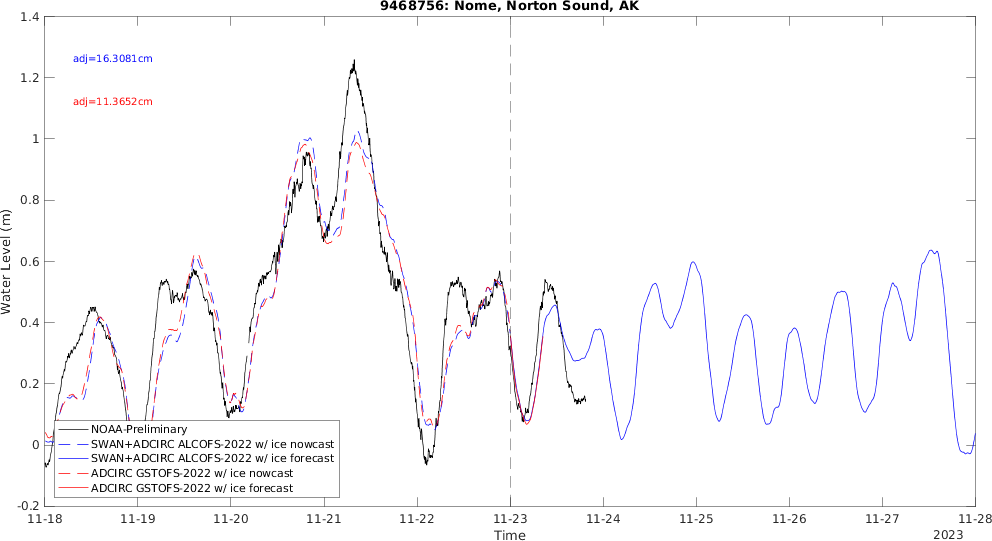 9468756: Nome, Norton Sound, AK
adj=16.3081cm
adj=11.3652cm
Water Level (m)
1.4
1.2
1
0.8
0.6
0.4
0.2
0
-0.2
NOAA-Preliminary
SWAN+ADCIRC ALCOFS-2022 w/ ice nowcast
SWAN+ADCIRC ALCOFS-2022 w/ ice forecast
ADCIRC GSTOFS-2022 w/ ice nowcast
ADCIRC GSTOFS-2022 w/ ice forecast
11-18 11-19 11-20 11-21 11-22 11-23 11-24 11-25 11-26 11-27 11-28
Time
2023